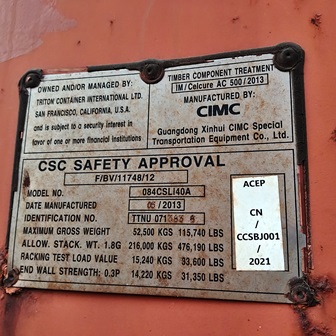 OWNED AND/OR MANAGED BY:
TRITON CONTAINER INTERNATIONAL LTD.
SAN FRANCISCO, CALIFORNIA, U.S.A.
and is subject to a security interest in
favor of one or more financial institutions
TIMBER COMPONENT TREATMENT
IM/Celcure AC 500/2013
MANUFACTURED BY:
CIMC
Guangdong Xinhui CIMC Special
Transportation Equipment Co., Ltd.
CSC SAFETY APPROVAL
F/BV/11748/12
MODEL NO. 084CSLI40A
DATE MANUFACTURED 05/2013
IDENTIFICATION NO. TTNU
MAXIMUM GROSS WEIGHT 52,500 KGS 115,740 LBS
ALLOW. STACK. WT. 1.8G 216,000 KGS 476,190 LBS
RACKING TEST LOAD VALUE 15,240 KGS 33,600 LBS
END WALL STRENGTH: 0.3P 14,220 KGS 31,350 LBS
ACEP
CN
/
CCSBJ001
/
2021